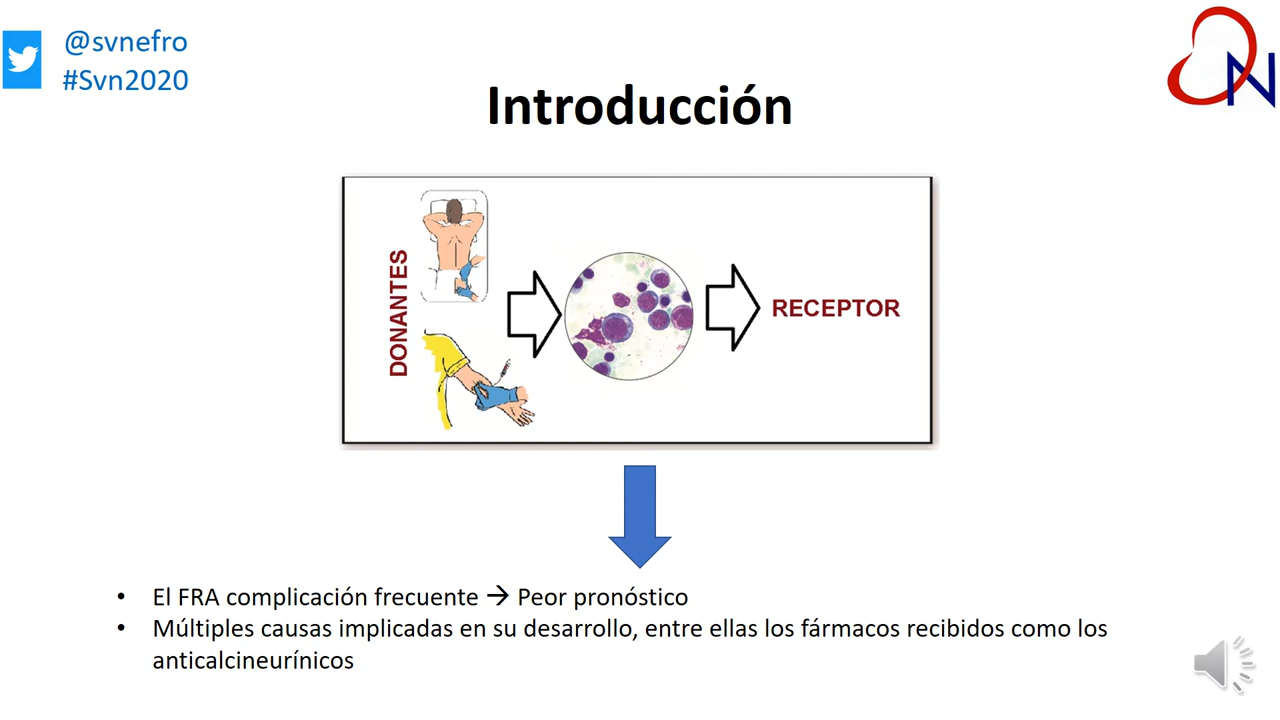 @svnefro
#Svn2020
N
Introducción
DONANTES
RECEPTOR
• El FRA complicación frecuente → Peor pronóstico
• Múltiples causas implicadas en su desarrollo, entre ellas los fármacos recibidos como los
anticalcineurínicos